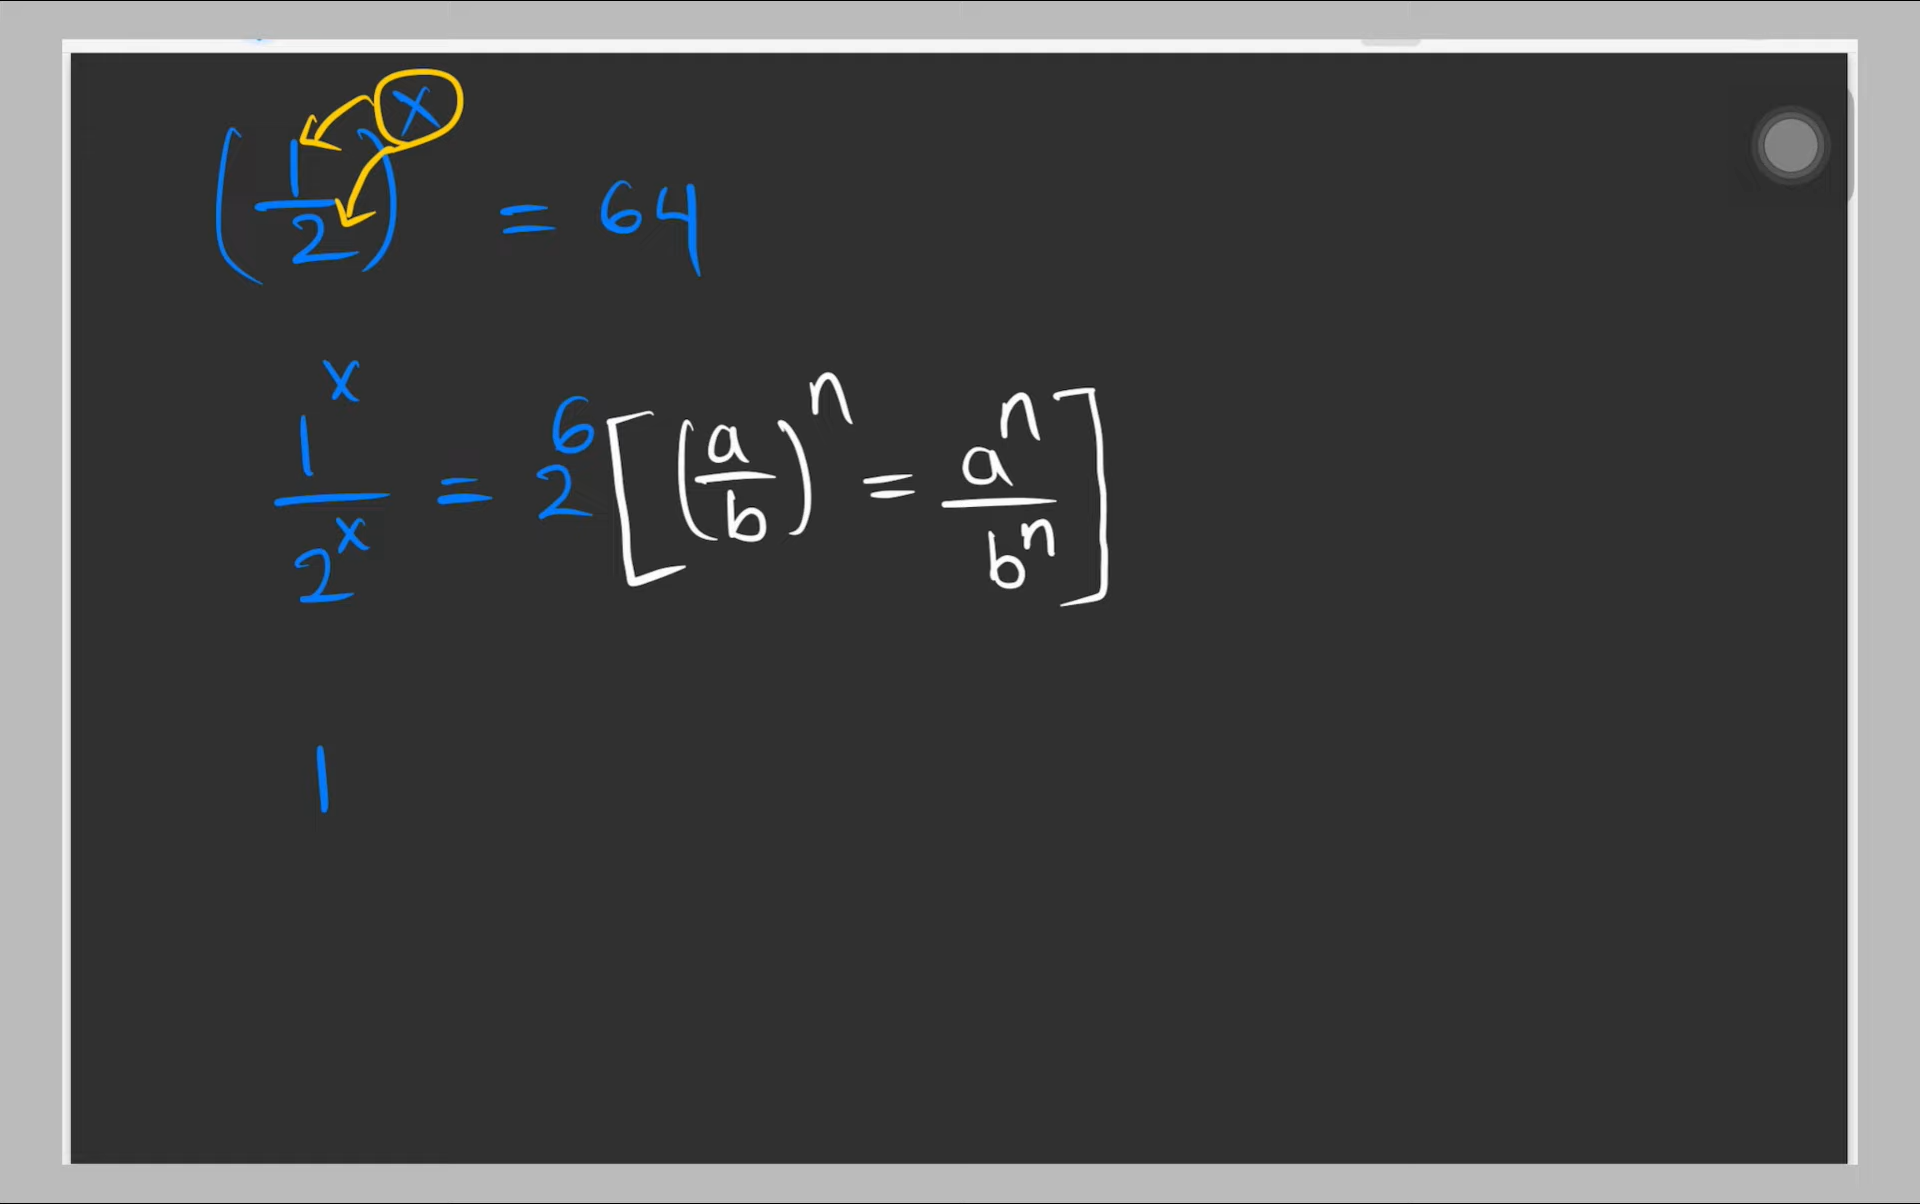 (1/2)^x = 64
1^x/2^x = 2^6 [(a/b)^n = a^n/b^n]
1